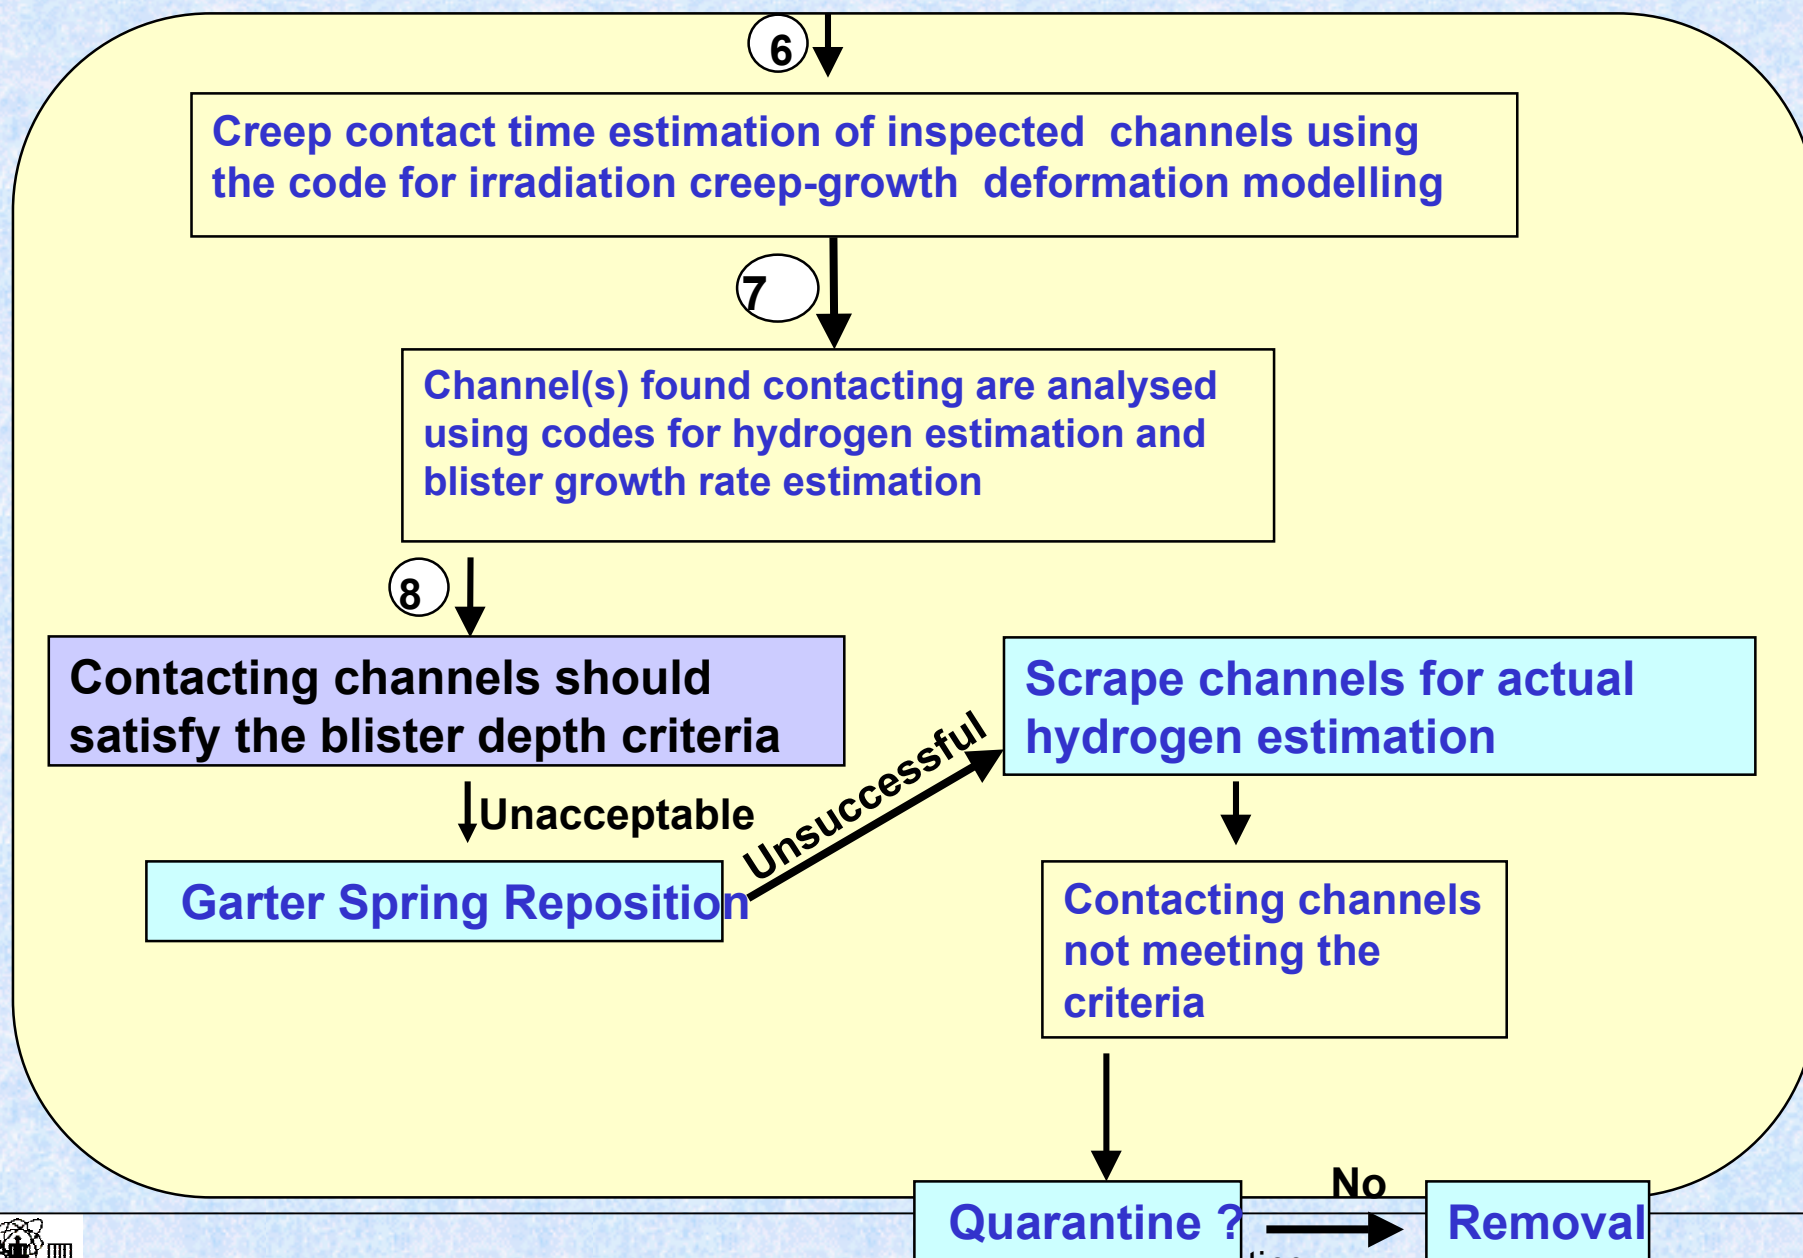 6
Creep contact time estimation of inspected channels using
the code for irradiation creep-growth deformation modelling
7
Channel(s) found contacting are analysed
using codes for hydrogen estimation and
blister growth rate estimation
8
Contacting channels should
satisfy the blister depth criteria
Scrape channels for actual
hydrogen estimation
Unacceptable
Unsuccessful
Garter Spring Reposition
Contacting channels
not meeting the
criteria
Quarantine ?
No
Removal